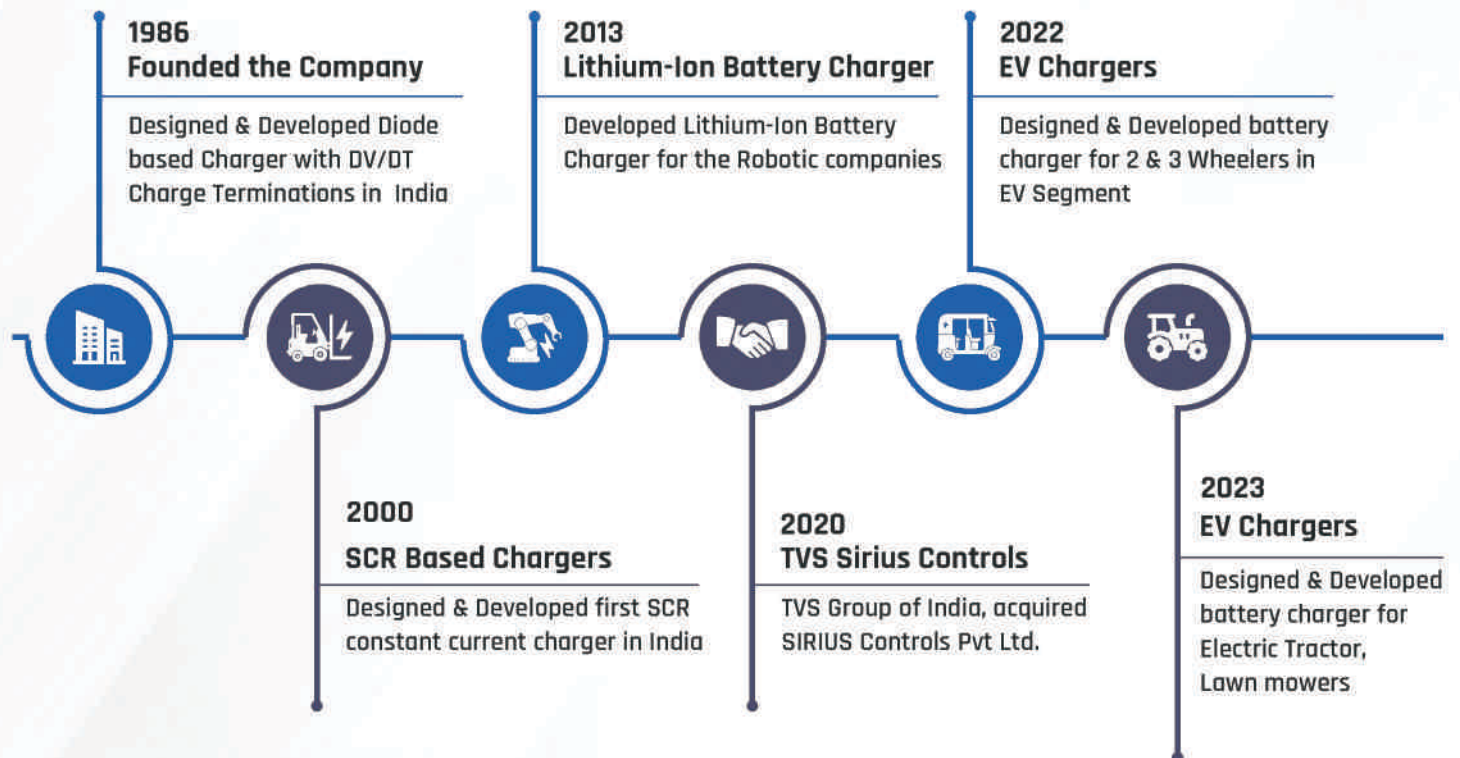 1986
Founded the Company
Designed & Developed Diode
based Charger with DV/DT
Charge Terminations in India
2013
Lithium-Ion Battery Charger
Developed Lithium-Ion Battery
Charger for the Robotic companies
2022
EV Chargers
Designed & Developed battery
charger for 2 & 3 Wheelers in
EV Segment
2000
SCR Based Chargers
Designed & Developed first SCR
constant current charger in India
2020
TVS Sirius Controls
TVS Group of India, acquired
SIRIUS Controls Pvt Ltd.
2023
EV Chargers
Designed & Developed
battery charger for
Electric Tractor,
Lawn mowers